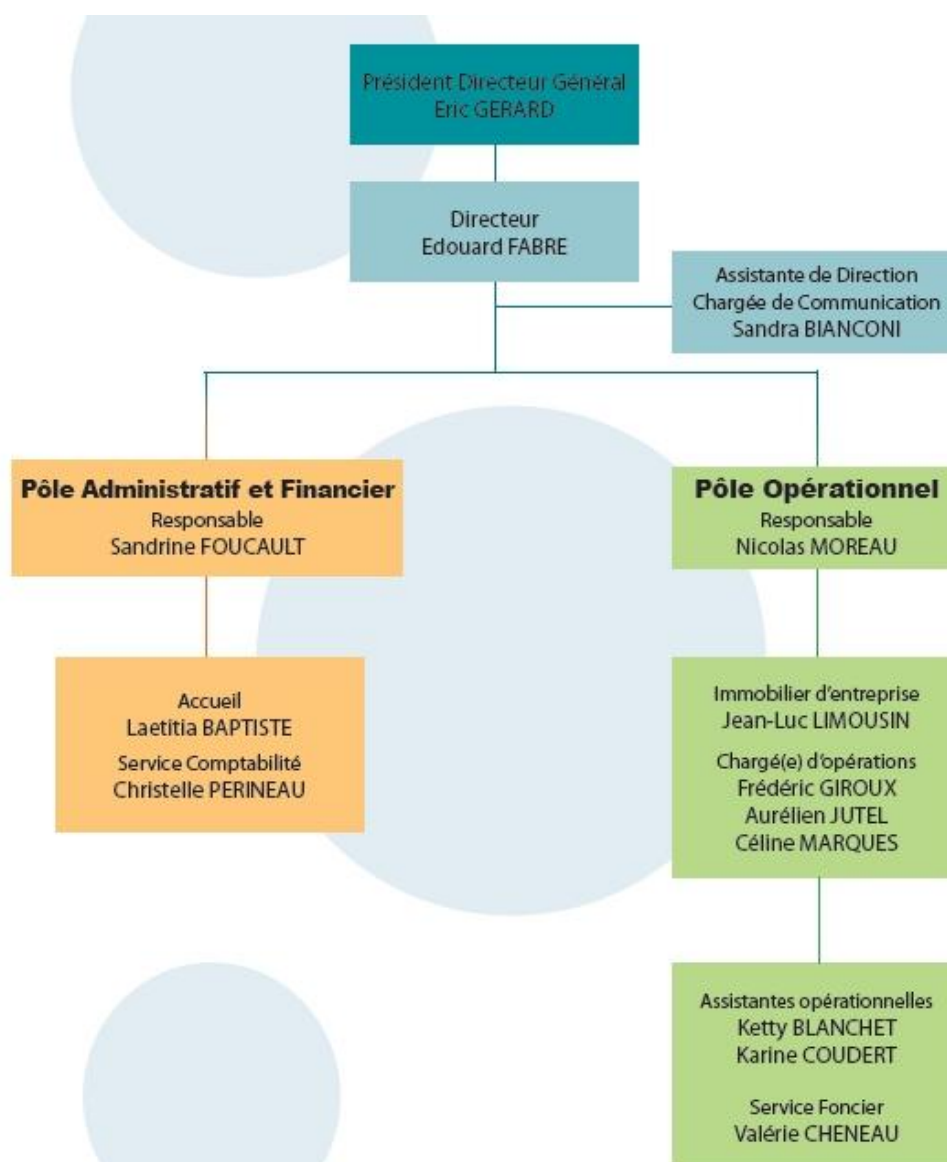 Président Directeur Général
Eric GERARD
Directeur
Edouard FABRE
Assistante de Direction
Chargée de Communication
Sandra BIANCONI
Pôle Administratif et Financier
Responsable
Sandrine FOUCAULT
Accueil
Laetitia BAPTISTE
Service Comptabilité
Christelle PERINEAU
Pôle Opérationnel
Responsable
Nicolas MOREAU
Immobilier d'entreprise
Jean-Luc LIMOUSIN
Chargé(e) d'opérations
Frédéric GIROUX
Aurélien JUTEL
Céline MARQUES
Assistantes opérationnelles
Ketty BLANCHET
Karine COUDERT
Service Foncier
Valérie CHENEAU